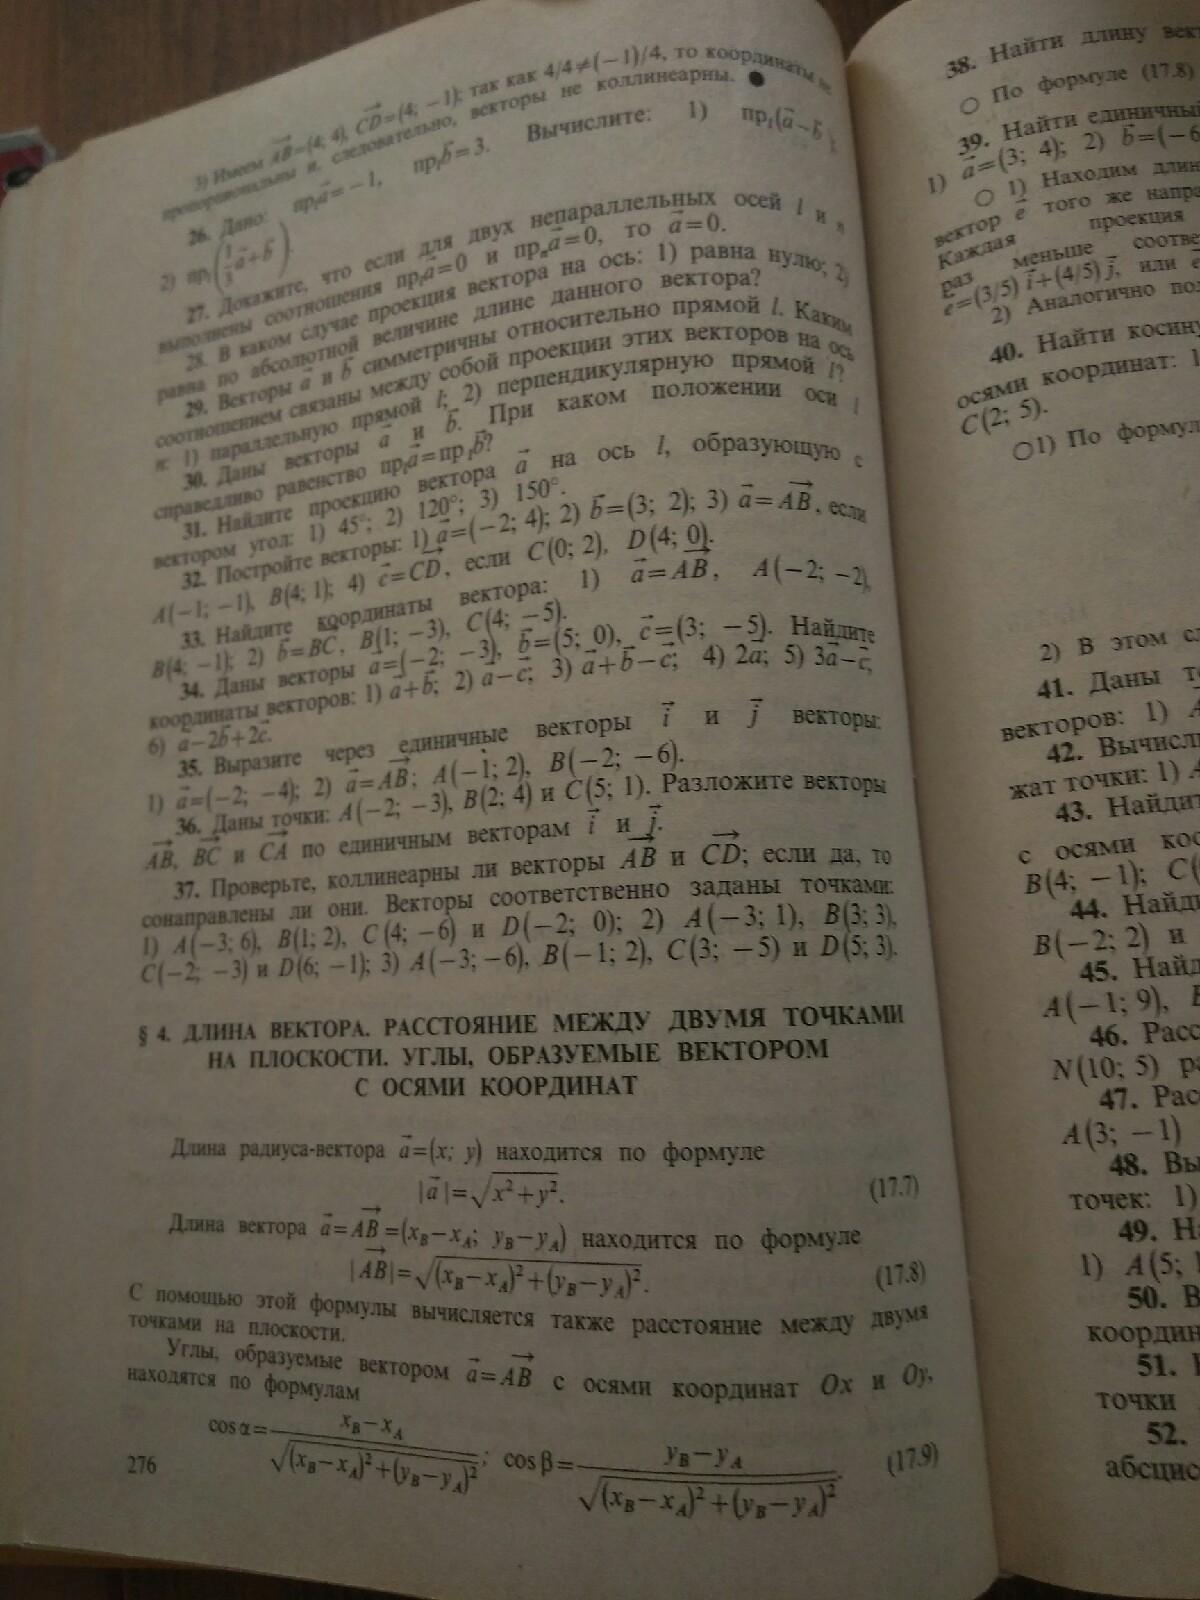 3) Имеем AB=(4; 4), CD=(4; −1); так как 4/4≠(−1)/4, то координаты не
пропорциональны и, следовательно, векторы не коллинеарны. ●
26. Дано: прₗa⃗=−1, прₗb⃗=3. Вычислите: 1) прₗ(a⃗−b⃗);
2) прₗ(1/3 a⃗+b⃗).
27. Докажите, что если для двух непараллельных осей l и n
выполнены соотношения прₗa⃗=0 и прₙa⃗=0, то a⃗=0.
28. В каком случае проекция вектора на ось: 1) равна нулю; 2)
равна по абсолютной величине длине данного вектора?
29. Векторы a⃗ и b⃗ симметричны относительно прямой l. Каким
соотношением связаны между собой проекции этих векторов на ось
и: 1) параллельную прямой l; 2) перпендикулярную прямой l?
30. Даны векторы a⃗ и b⃗. При каком положении оси l
справедливо равенство прₗa⃗=прₗb⃗?
31. Найдите проекцию вектора a⃗ на ось l, образующую с
вектором угол: 1) 45°; 2) 120°; 3) 150°.
32. Постройте векторы: 1) a⃗=(−2; 4); 2) b⃗=(3; 2); 3) a⃗=AB, если
A(−1; −1), B(4; 1); 4) c⃗=CD, если C(0; 2), D(4; 0).
33. Найдите координаты вектора: 1) a⃗=AB, A(−2; −2),
B(4; −1); 2) b⃗=BC, B(1; −3), C(4; −5).
34. Даны векторы a⃗=(−2; −3), b⃗=(5; 0), c⃗=(3; −5). Найдите
координаты векторов: 1) a⃗+b⃗; 2) a⃗−c⃗; 3) a⃗+b⃗−c⃗; 4) 2a⃗; 5) 3a⃗−c⃗;
6) a⃗−2b⃗+2c⃗.
35. Выразите через единичные векторы i⃗ и j⃗ векторы:
1) a⃗=(−2; −4); 2) a⃗=AB; A(−1; 2), B(−2; −6).
36. Даны точки: A(−2; −3), B(2; 4) и C(5; 1). Разложите векторы
AB, BC и CA по единичным векторам i⃗ и j⃗.
37. Проверьте, коллинеарны ли векторы AB и CD; если да, то
сонаправлены ли они. Векторы соответственно заданы точками:
1) A(−3; 6), B(1; 2), C(4; −6) и D(−2; 0); 2) A(−3; 1), B(3; 3),
C(−2; −3) и D(6; −1); 3) A(−3; −6), B(−1; 2), C(3; −5) и D(5; 3).
§ 4. ДЛИНА ВЕКТОРА. РАССТОЯНИЕ МЕЖДУ ДВУМЯ ТОЧКАМИ
НА ПЛОСКОСТИ. УГЛЫ, ОБРАЗУЕМЫЕ ВЕКТОРОМ
С ОСЯМИ КООРДИНАТ
Длина радиуса-вектора a⃗=(x; y) находится по формуле
|a⃗|=√(x²+y²). (17.7)
Длина вектора a⃗=AB=(x_B−x_A; y_B−y_A) находится по формуле
|AB|=√((x_B−x_A)²+(y_B−y_A)²). (17.8)
С помощью этой формулы вычисляется также расстояние между двумя
точками на плоскости.
Углы, образуемые вектором a⃗=AB с осями координат Ox и Oy,
находятся по формулам
cos α=(x_B−x_A)/√((x_B−x_A)²+(y_B−y_A)²); cos β=(y_B−y_A)/√((x_B−x_A)²+(y_B−y_A)²). (17.9)
276
38. Найти длину век
○ По формуле (17.8)
39. Найти единичный
1) a⃗=(3; 4); 2) b⃗=(−6
○ 1) Находим длин
вектор e⃗ того же напра
Каждая проекция
раз меньше соотве
e⃗=(3/5) i⃗+(4/5) j⃗, или e
2) Аналогично пол
40. Найти косину
осями координат: 1
C(2; 5).
○1) По формул
2) В этом сл
41. Даны т
векторов: 1) A
42. Вычисли
жат точки: 1) A
43. Найдит
с осями коо
B(4; −1); C(
44. Найд
B(−2; 2) и
45. Найд
A(−1; 9), B
46. Расс
N(10; 5) ра
47. Рас
A(3; −1)
48. Вы
точек: 1)
49. Н
1) A(5; 1
50. В
координ
51.
точки
52.
абсцис